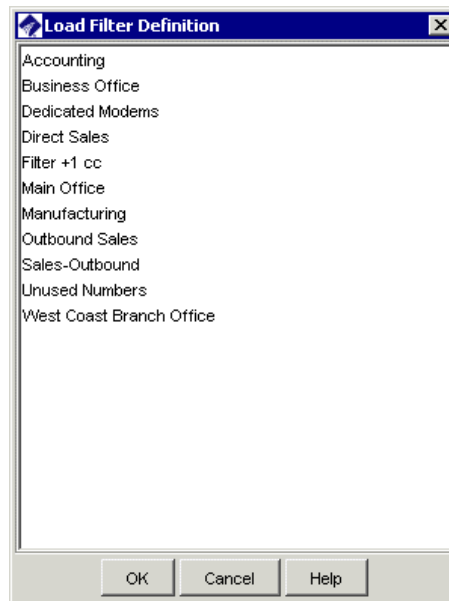 Load Filter Definition
Accounting
Business Office
Dedicated Modems
Direct Sales
Filter +1 cc
Main Office
Manufacturing
Outbound Sales
Sales-Outbound
Unused Numbers
West Coast Branch Office
OK Cancel Help